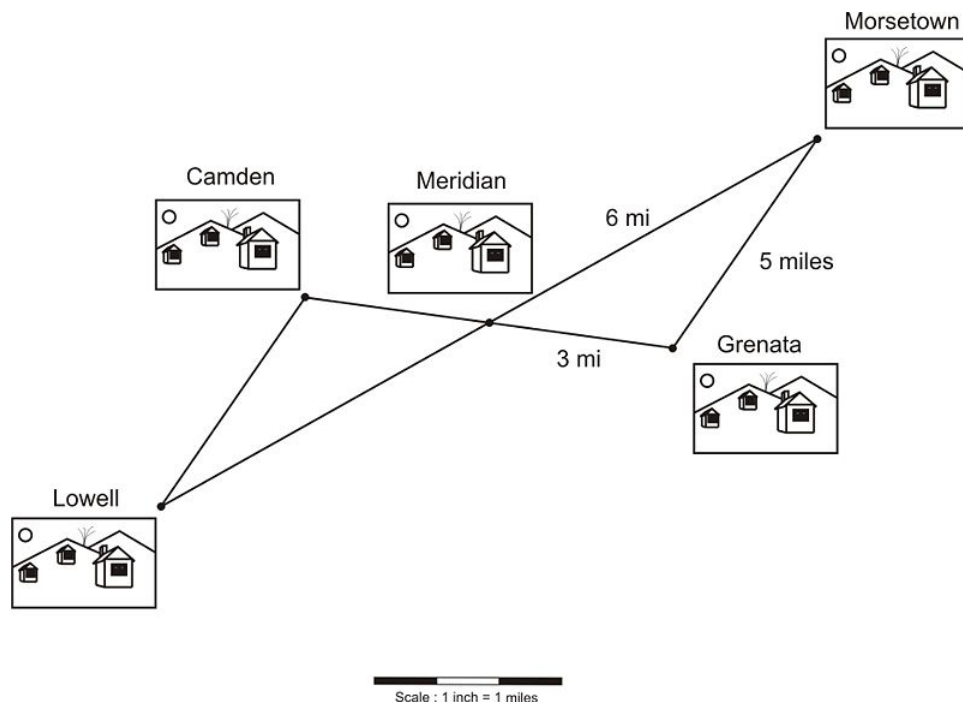 Morsetown
Camden
Meridian
6 mi
5 miles
Grenata
3 mi
Lowell
Scale : 1 inch = 1 miles